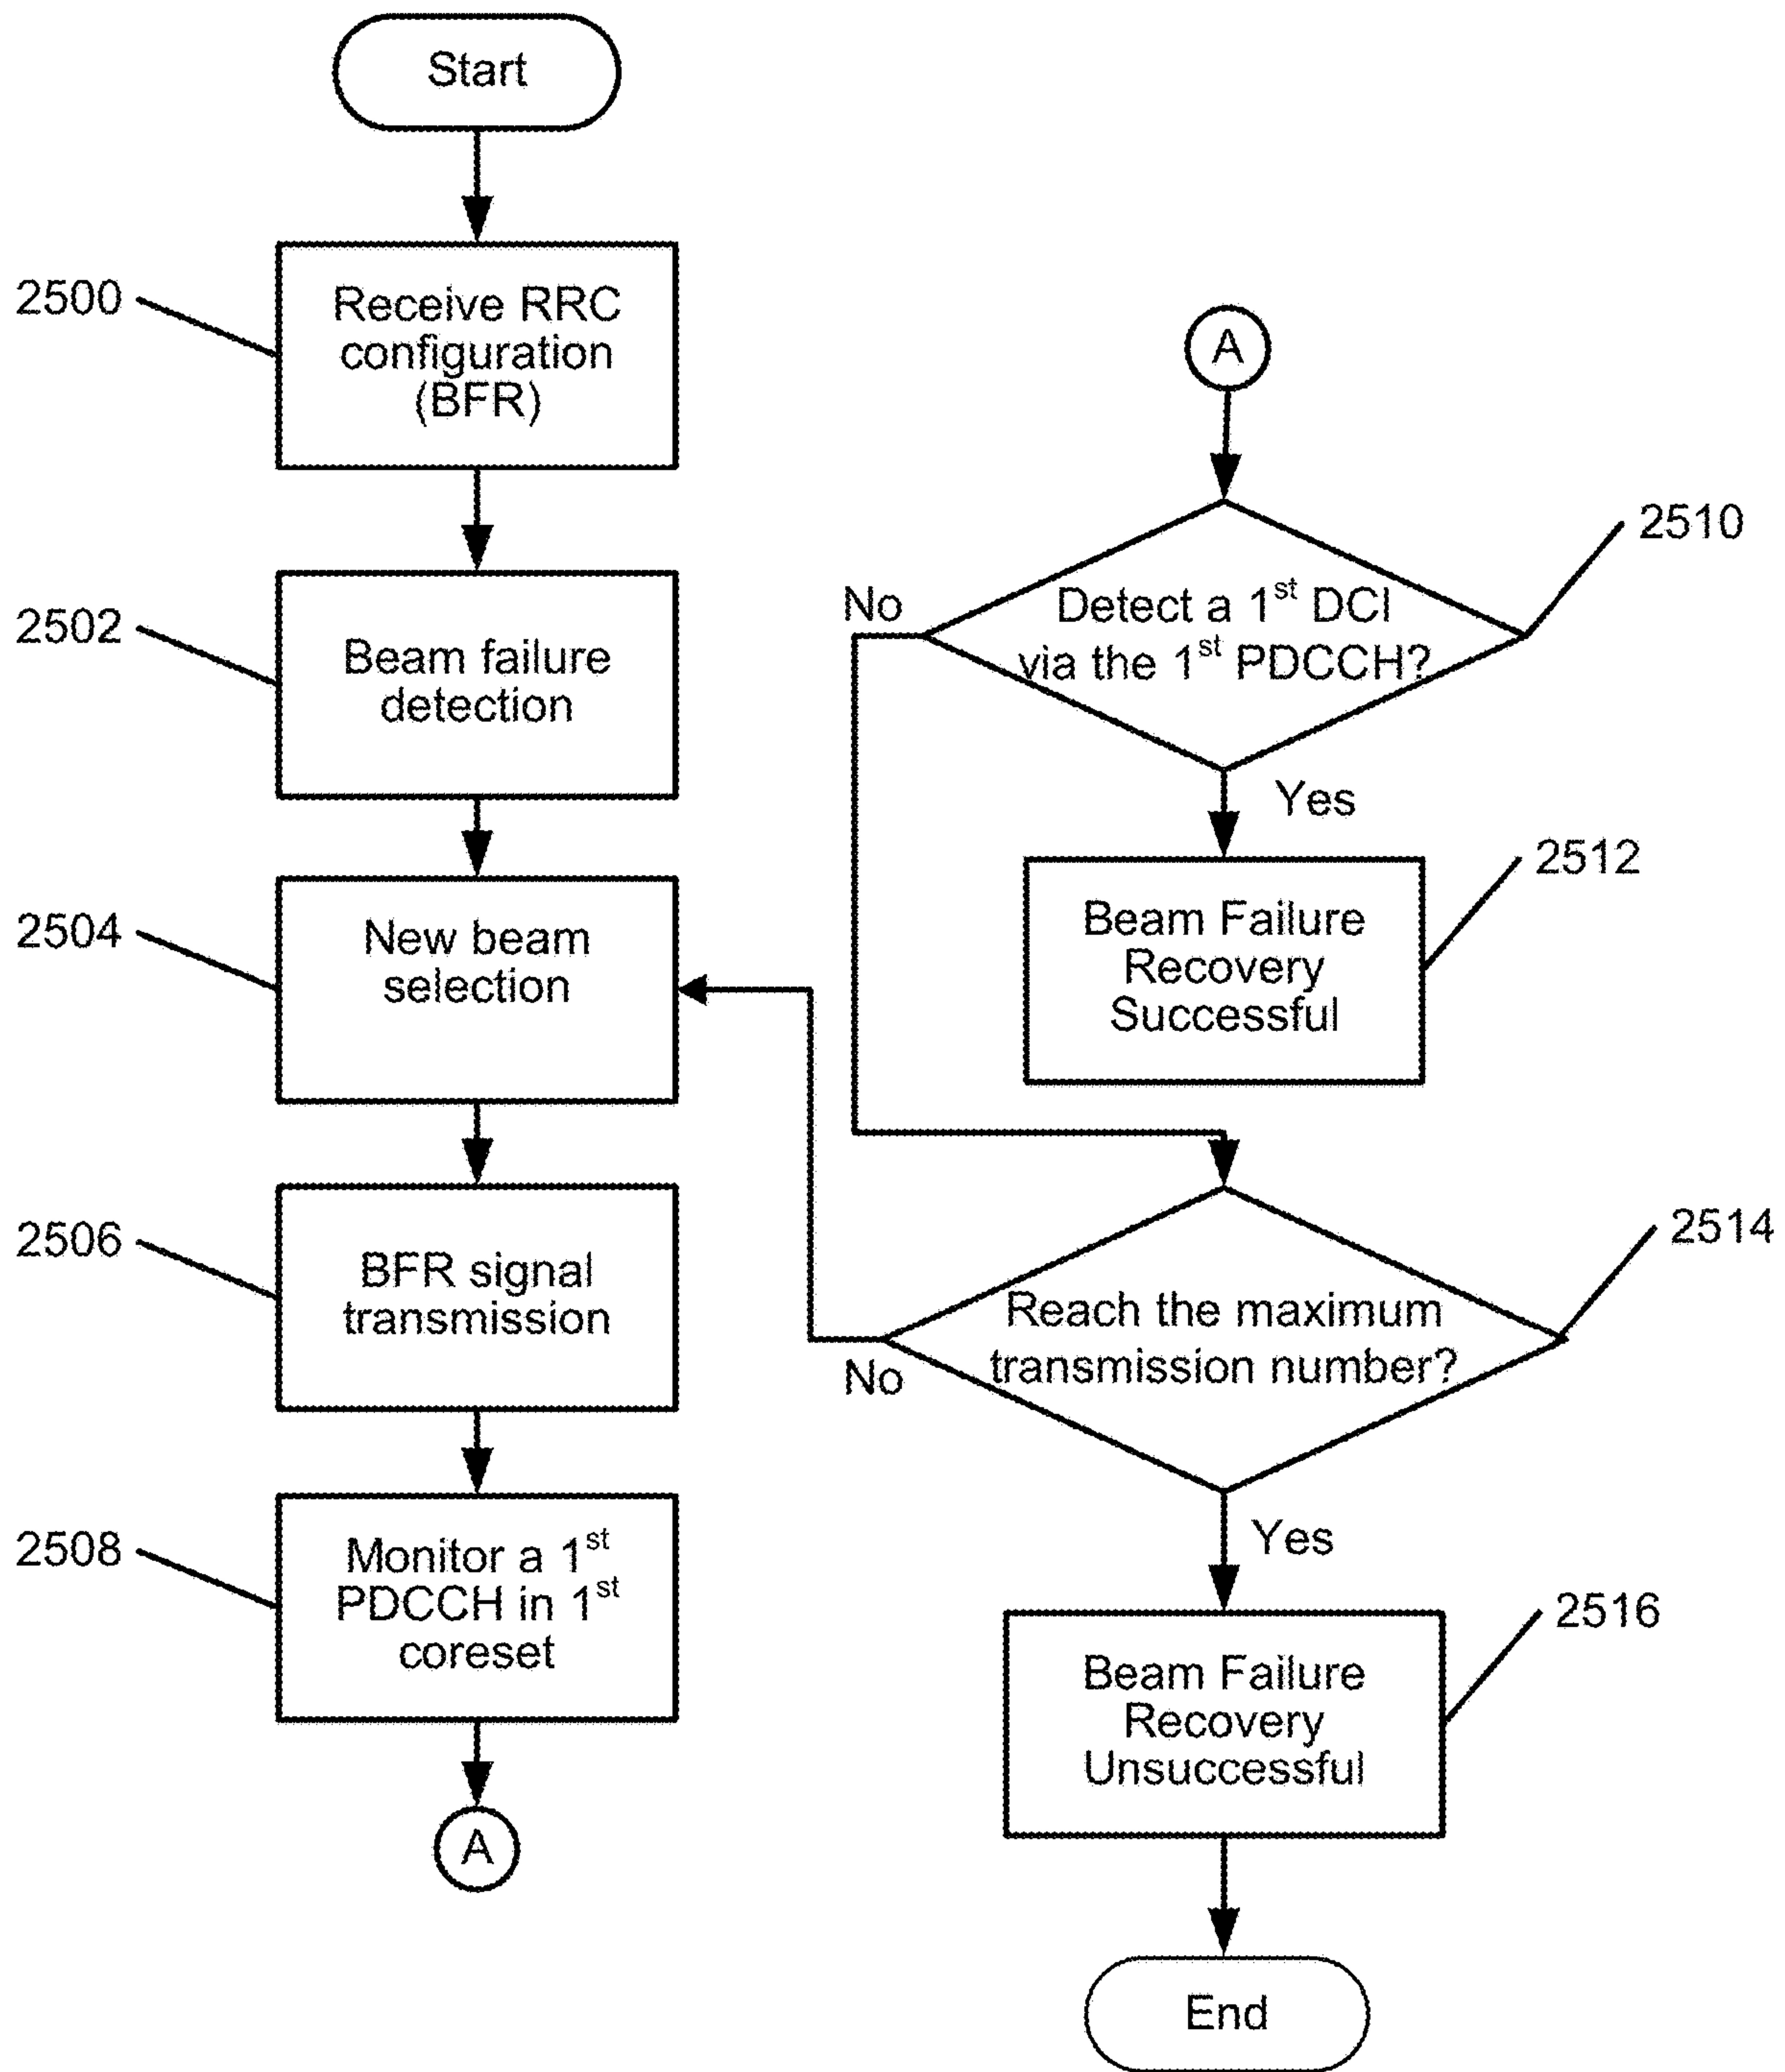 Start
2500
Receive RRC
configuration
(BFR)
2502
Beam failure
detection
2504
New beam
selection
2506
BFR signal
transmission
2508
Monitor a 1st
PDCCH in 1st
coreset
A
A
2510
Detect a 1st DCI
via the 1st PDCCH?
No
Yes
2512
Beam Failure
Recovery
Successful
2514
Reach the maximum
transmission number?
No
Yes
2516
Beam Failure
Recovery
Unsuccessful
End